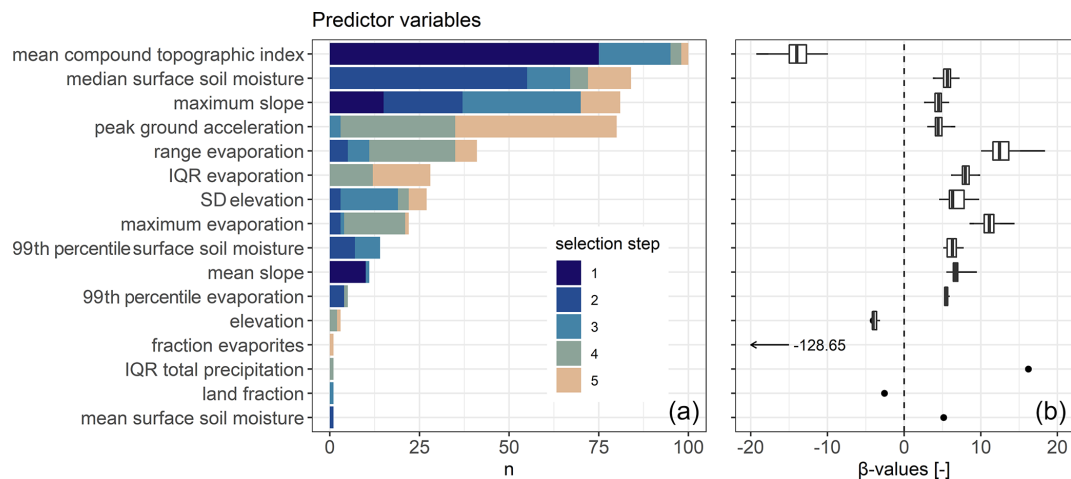 Predictor variables
mean compound topographic index
median surface soil moisture
maximum slope
peak ground acceleration
range evaporation
IQR evaporation
SD elevation
maximum evaporation
99th percentile surface soil moisture
mean slope
99th percentile evaporation
elevation
fraction evaporites
IQR total precipitation
land fraction
mean surface soil moisture
selection step
1
2
3
4
5
(a)
0 25 50 75 100
n
-128.65
(b)
-20 -10 0 10 20
β-values [-]